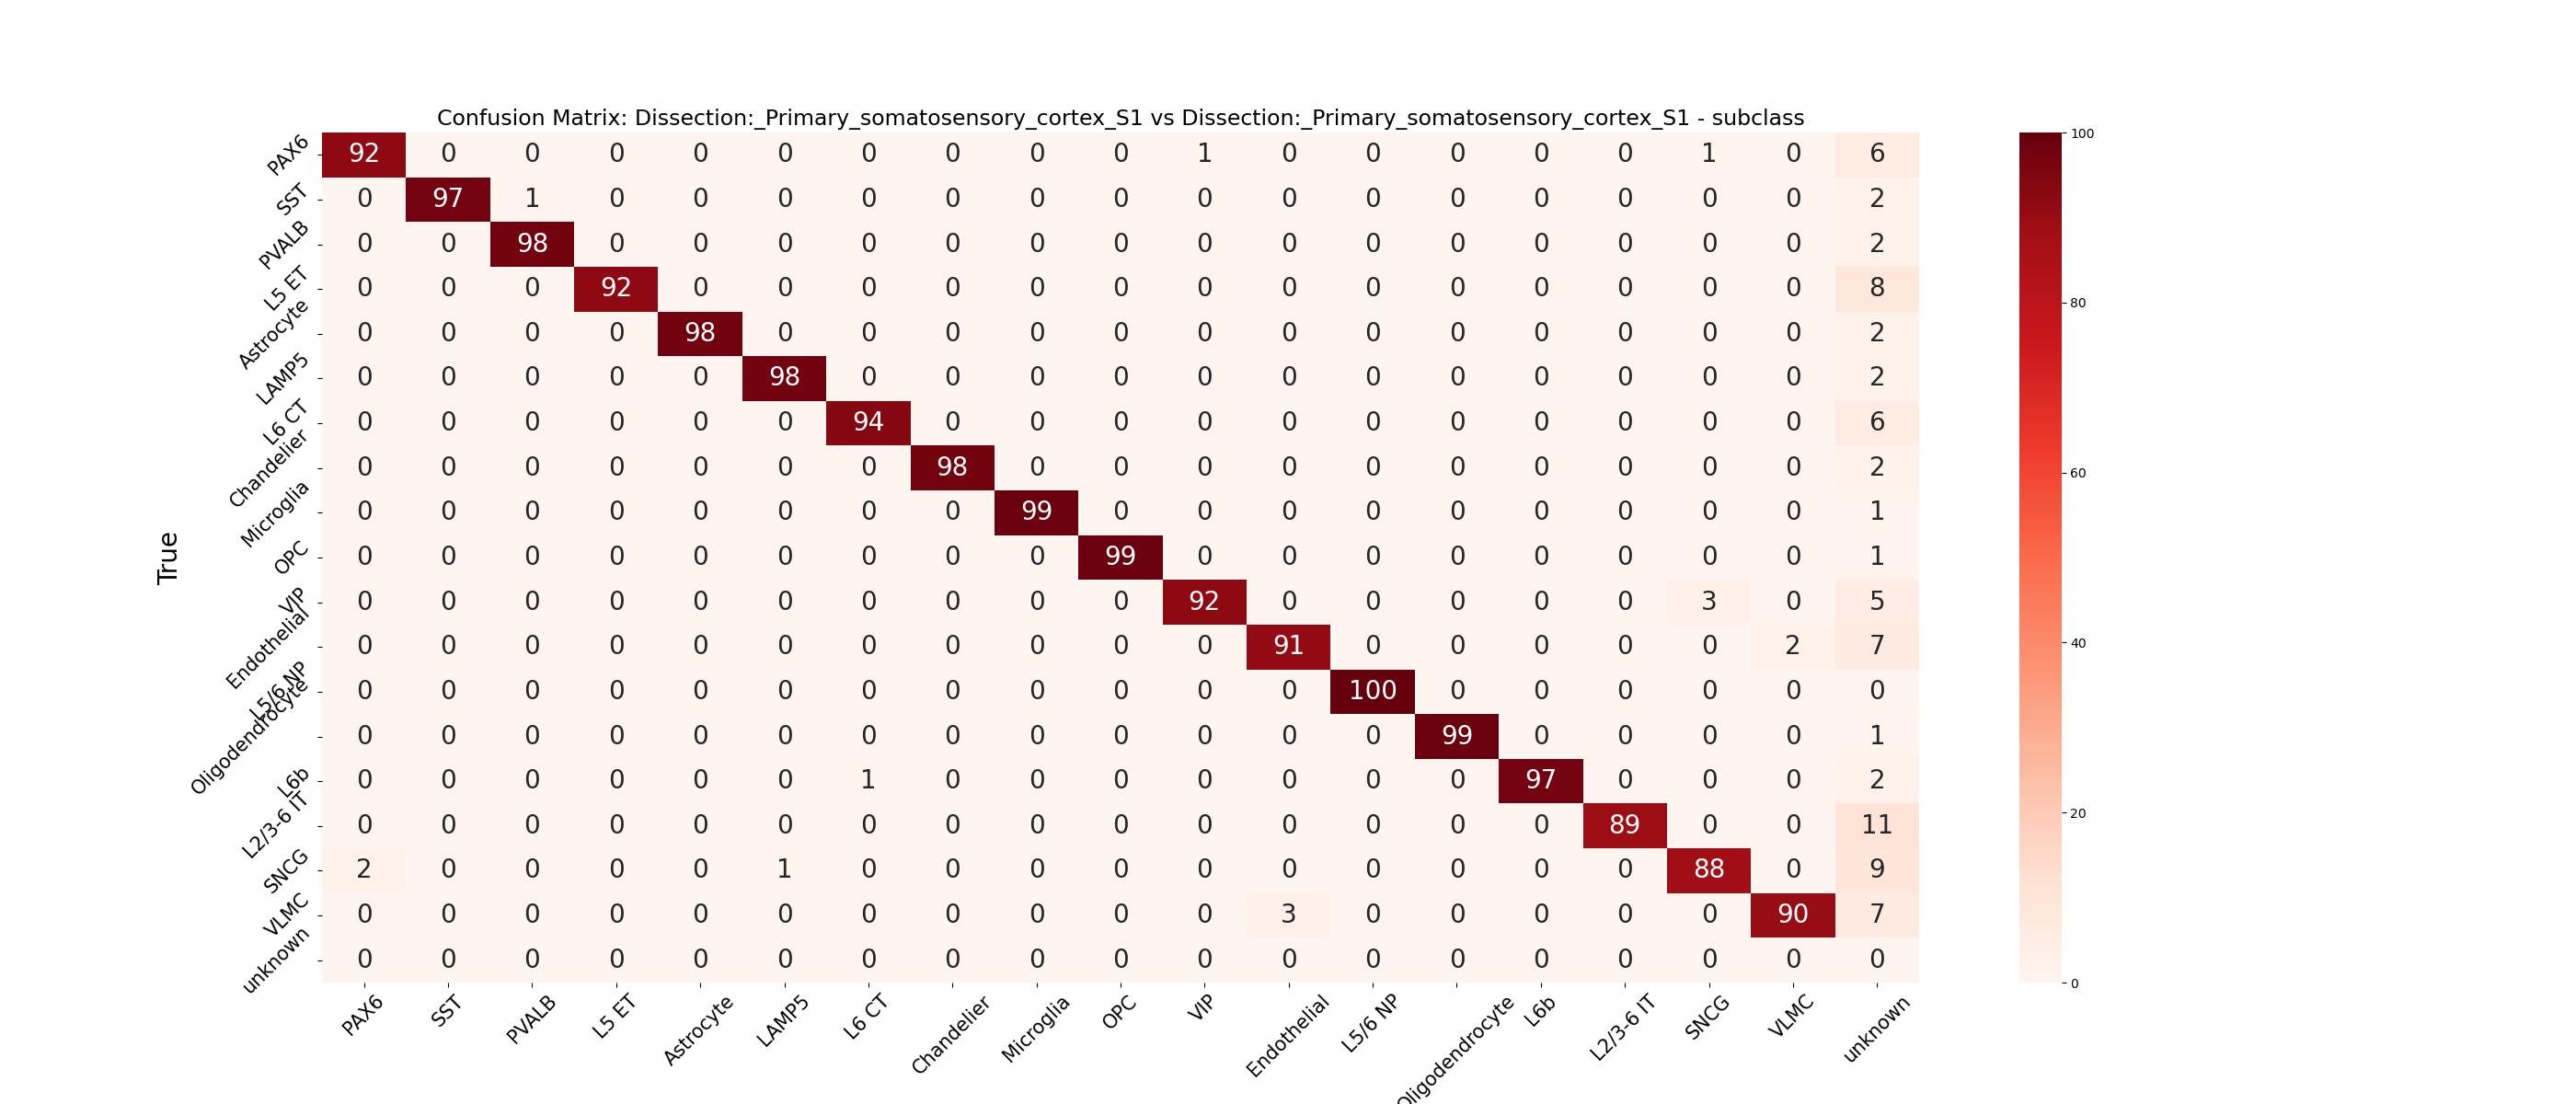 Confusion Matrix: Dissection:_Primary_somatosensory_cortex_S1 vs Dissection:_Primary_somatosensory_cortex_S1 - subclass
True
PAX6 92 0 0 0 0 0 0 0 0 0 1 0 0 0 0 0 1 0 6
SST 0 97 1 0 0 0 0 0 0 0 0 0 0 0 0 0 0 0 2
PVALB 0 0 98 0 0 0 0 0 0 0 0 0 0 0 0 0 0 0 2
L5 ET 0 0 0 92 0 0 0 0 0 0 0 0 0 0 0 0 0 0 8
Astrocyte 0 0 0 0 98 0 0 0 0 0 0 0 0 0 0 0 0 0 2
LAMP5 0 0 0 0 0 98 0 0 0 0 0 0 0 0 0 0 0 0 2
L6 CT 0 0 0 0 0 0 94 0 0 0 0 0 0 0 0 0 0 0 6
Chandelier 0 0 0 0 0 0 0 98 0 0 0 0 0 0 0 0 0 0 2
Microglia 0 0 0 0 0 0 0 0 99 0 0 0 0 0 0 0 0 0 1
OPC 0 0 0 0 0 0 0 0 0 99 0 0 0 0 0 0 0 0 1
VIP 0 0 0 0 0 0 0 0 0 0 92 0 0 0 0 0 3 0 5
Endothelial 0 0 0 0 0 0 0 0 0 0 0 91 0 0 0 0 0 2 7
L5/6 NP 0 0 0 0 0 0 0 0 0 0 0 0 100 0 0 0 0 0 0
Oligodendrocyte 0 0 0 0 0 0 0 0 0 0 0 0 0 99 0 0 0 0 1
L6b 0 0 0 0 0 0 1 0 0 0 0 0 0 0 97 0 0 0 2
L2/3-6 IT 0 0 0 0 0 0 0 0 0 0 0 0 0 0 0 89 0 0 11
SNCG 2 0 0 0 0 1 0 0 0 0 0 0 0 0 0 0 88 0 9
VLMC 0 0 0 0 0 0 0 0 0 0 0 3 0 0 0 0 0 90 7
unknown 0 0 0 0 0 0 0 0 0 0 0 0 0 0 0 0 0 0 0
PAX6 SST PVALB L5 ET Astrocyte LAMP5 L6 CT Chandelier Microglia OPC VIP Endothelial L5/6 NP Oligodendrocyte L6b L2/3-6 IT SNCG VLMC unknown
100
80
60
40
20
0